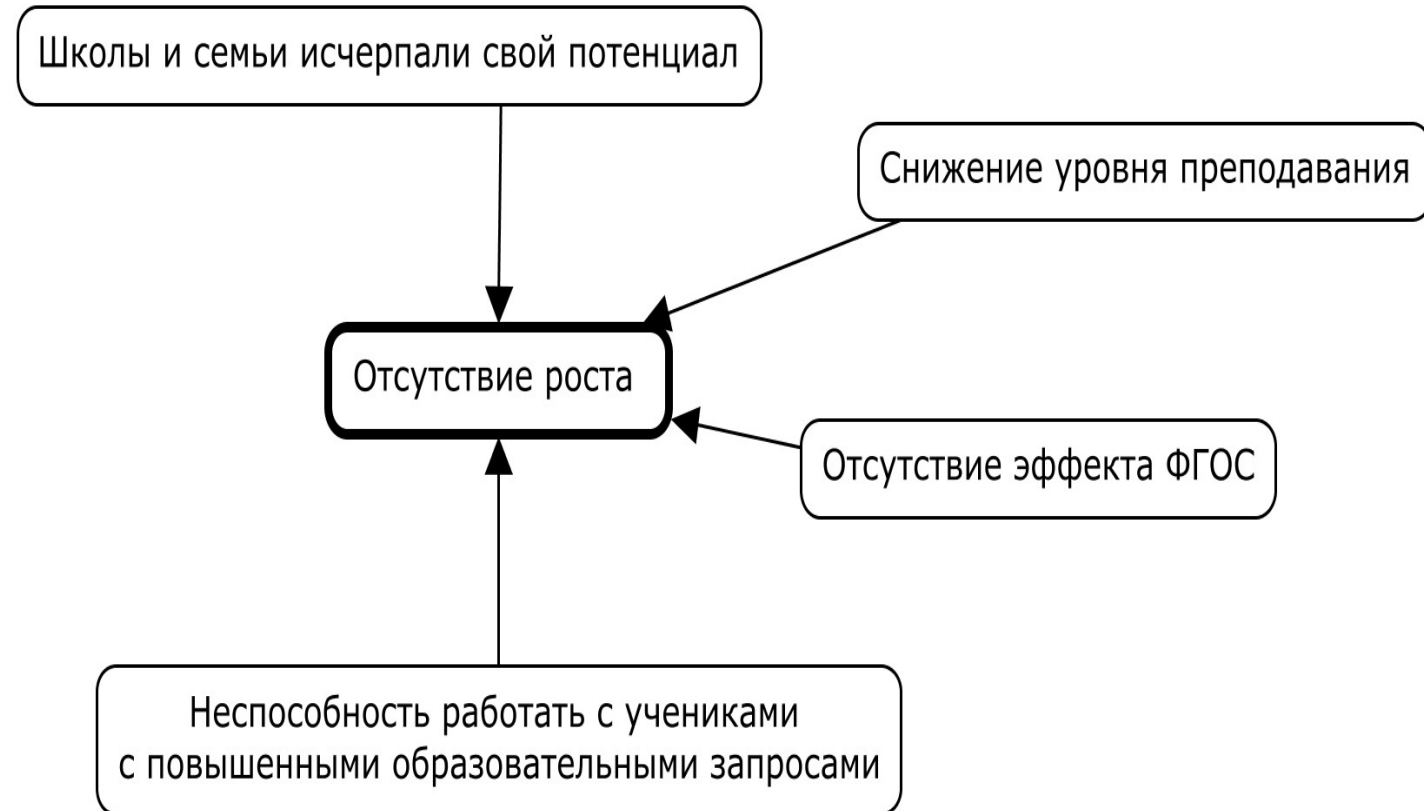 Школы и семьи исчерпали свой потенциал
Снижение уровня преподавания
Отсутствие роста
Отсутствие эффекта ФГОС
Неспособность работать с учениками
с повышенными образовательными запросами